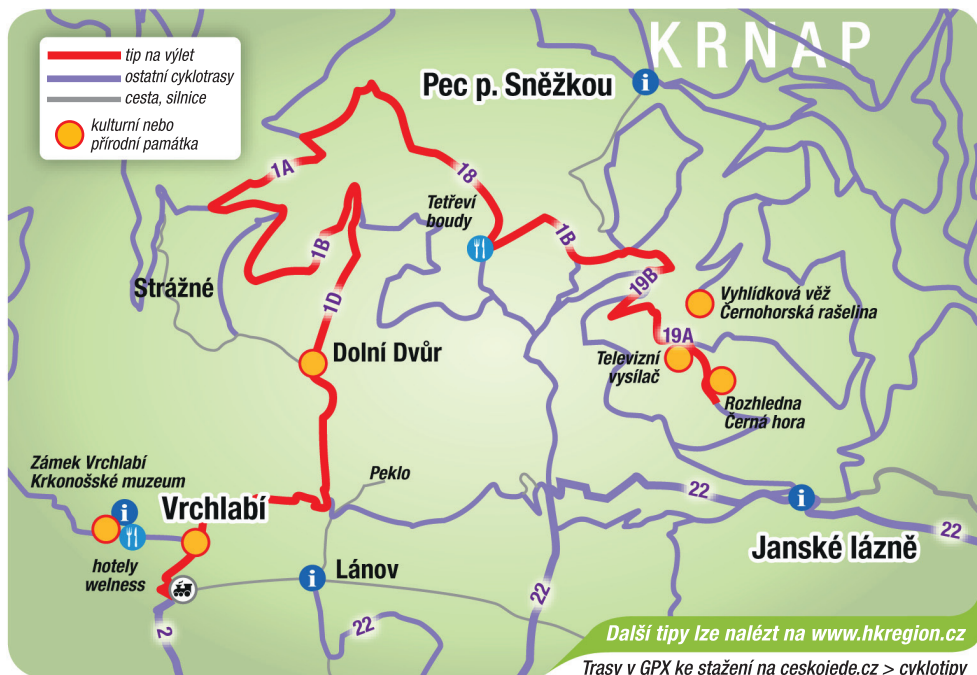 KRNAP
tip na výlet
ostatní cyklotrasy
cesta, silnice
kulturní nebo
přírodní památka
Pec p. Sněžkou
i
1A
18
Tetřeví
boudy
1B
1B
19B
Strážné
1D
Vyhlídková věž
Černohorská rašelina
19A
Dolní Dvůr
Televizní
vysílač
Rozhledna
Černá hora
Zámek Vrchlabí
Krkonošské muzeum
Peklo
i
Vrchlabí
22
i
22
Janské lázně
hotely
welness
i
Lánov
22
2
22
Další tipy lze nalézt na www.hkregion.cz
Trasy v GPX ke stažení na ceskojede.cz > cyklotipy